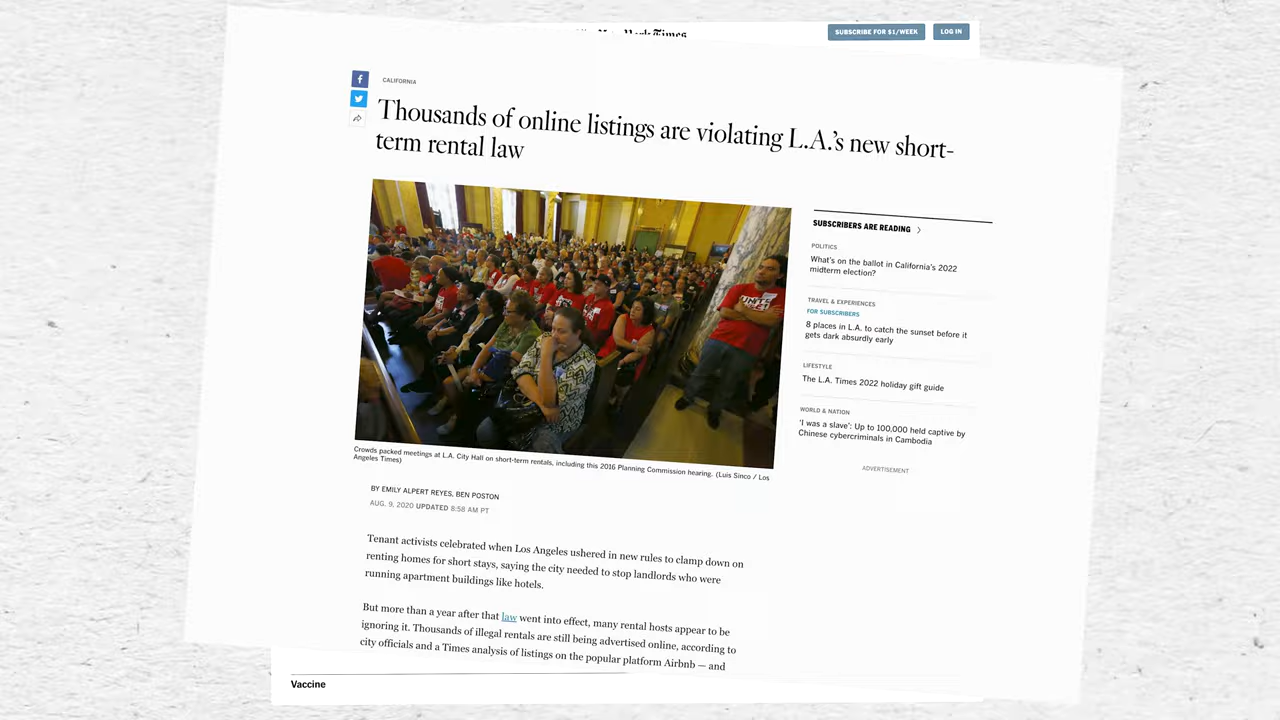 SUBSCRIBE FOR $1/WEEK
LOG IN
CALIFORNIA
Thousands of online listings are violating L.A.'s new short-
term rental law
Crowds packed meetings at L.A. City Hall on short-term rentals, including this 2016 Planning Commission hearing. (Luis Sinco / Los
Angeles Times)
BY EMILY ALPERT REYES, BEN POSTON
AUG. 9, 2020 UPDATED 8:58 AM PT
Tenant activists celebrated when Los Angeles ushered in new rules to clamp down on
renting homes for short stays, saying the city needed to stop landlords who were
running apartment buildings like hotels.
But more than a year after that law went into effect, many rental hosts appear to be
ignoring it. Thousands of illegal rentals are still being advertised online, according to
city officials and a Times analysis of listings on the popular platform Airbnb — and
SUBSCRIBERS ARE READING
POLITICS
What's on the ballot in California's 2022
midterm election?
TRAVEL & EXPERIENCES
FOR SUBSCRIBERS
8 places in L.A. to catch the sunset before it
gets dark absurdly early
LIFESTYLE
The L.A. Times 2022 holiday gift guide
WORLD & NATION
'I was a slave': Up to 100,000 held captive by
Chinese cybercriminals in Cambodia
ADVERTISEMENT
Vaccine